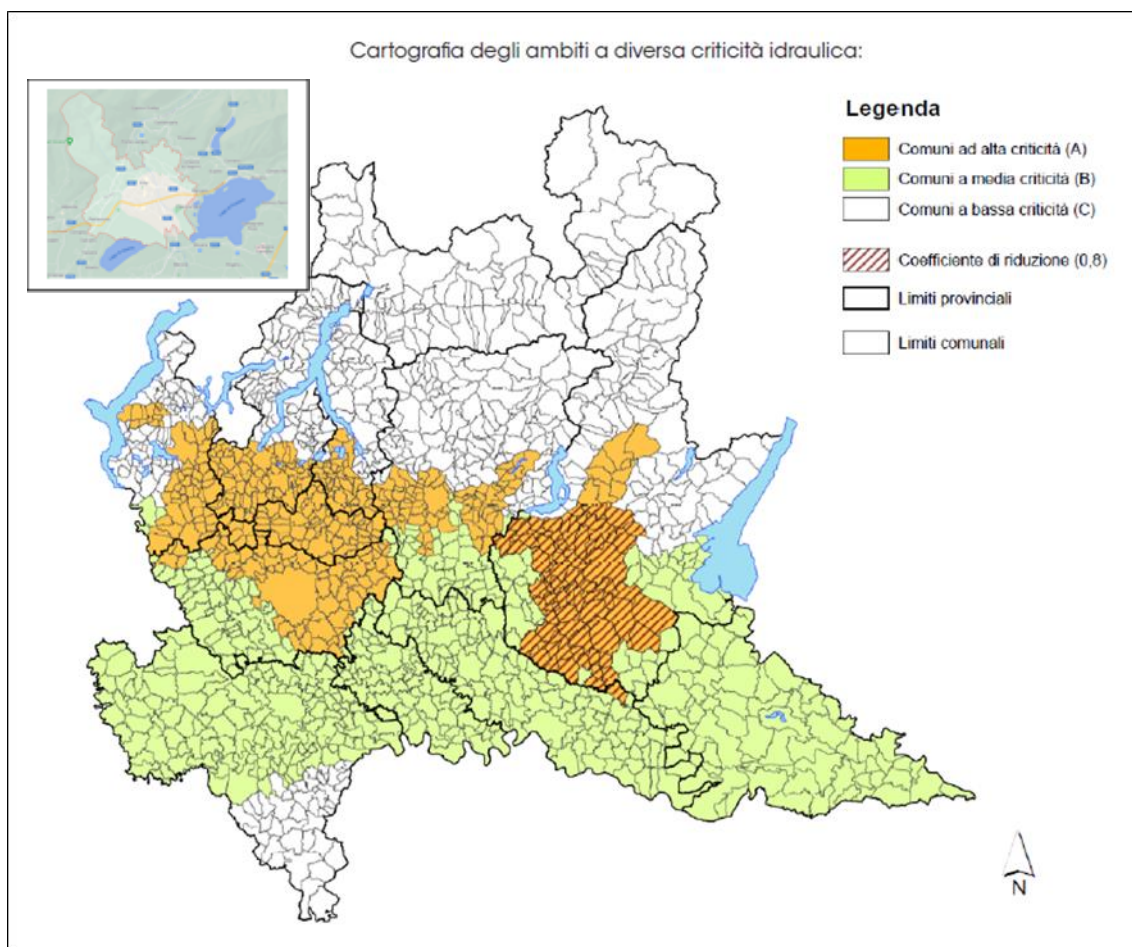 Cartografia degli ambiti a diversa criticità idraulica:
Legenda
Comuni ad alta criticità (A)
Comuni a media criticità (B)
Comuni a bassa criticità (C)
Coefficiente di riduzione (0,8)
Limiti provinciali
Limiti comunali
N